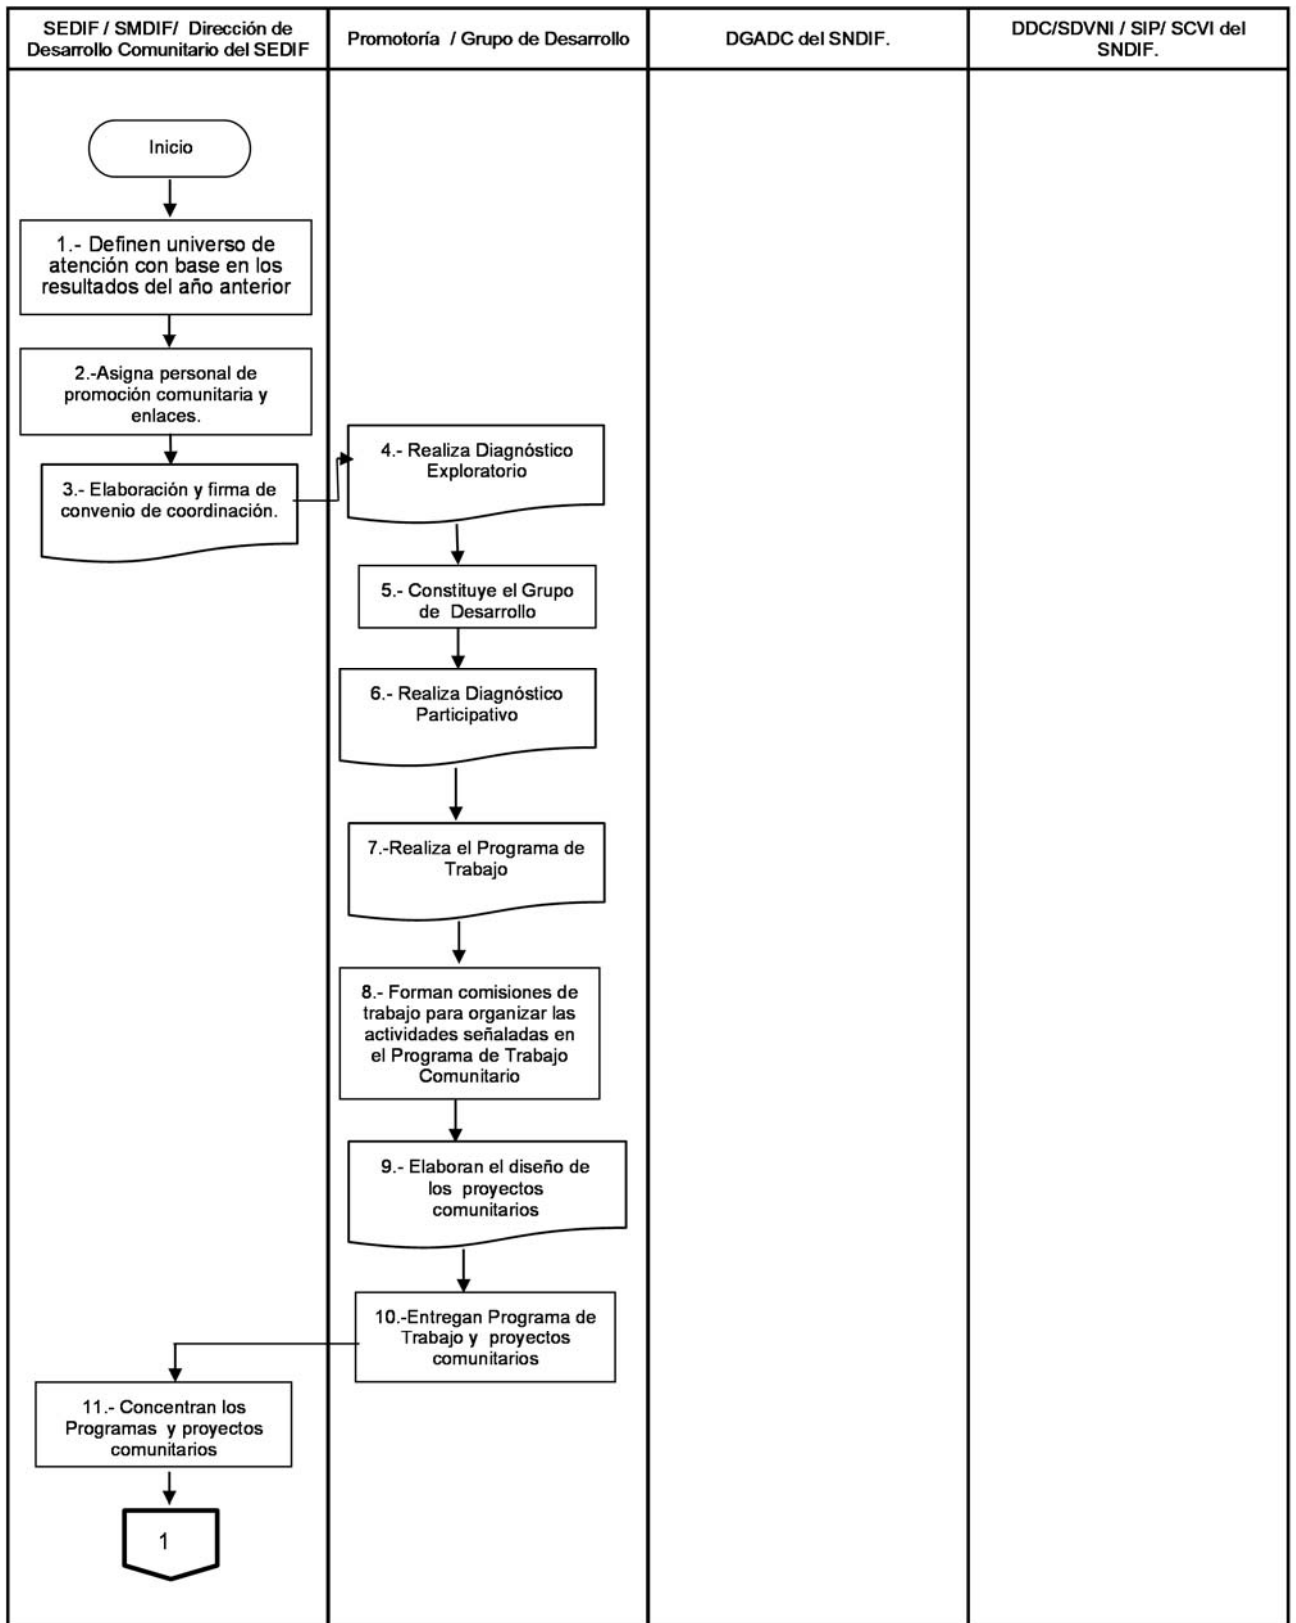 SEDIF / SMDIF/ Dirección de
Desarrollo Comunitario del SEDIF
Promotoría / Grupo de Desarrollo
DGADC del SNDIF.
DDC/SDVNI / SIP/ SCVI del
SNDIF.
Inicio
1.- Definen universo de
atención con base en los
resultados del año anterior
2.-Asigna personal de
promoción comunitaria y
enlaces.
3.- Elaboración y firma de
convenio de coordinación.
4.- Realiza Diagnóstico
Exploratorio
5.- Constituye el Grupo
de Desarrollo
6.- Realiza Diagnóstico
Participativo
7.-Realiza el Programa de
Trabajo
8.- Forman comisiones de
trabajo para organizar las
actividades señaladas en
el Programa de Trabajo
Comunitario
9.- Elaboran el diseño de
los proyectos
comunitarios
10.-Entregan Programa de
Trabajo y proyectos
comunitarios
11.- Concentran los
Programas y proyectos
comunitarios
1